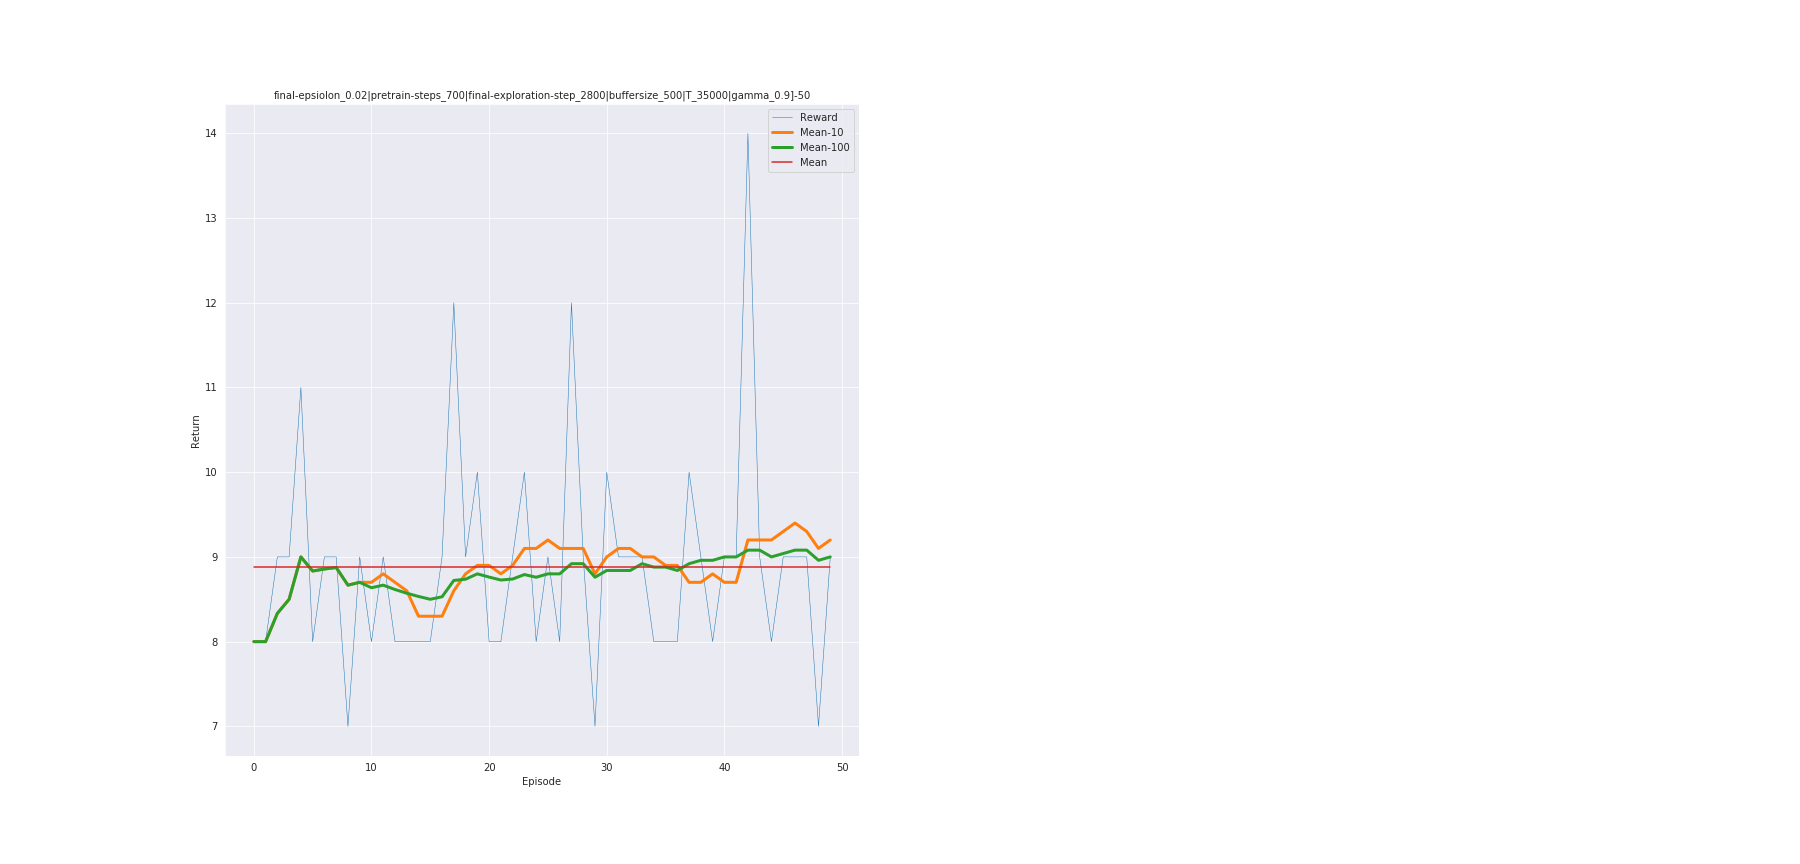 final-epsiolon_0.02|pretrain-steps_700|final-exploration-step_2800|buffersize_500|T_35000|gamma_0.9]-50
Reward
Mean-10
Mean-100
Mean
14
13
12
11
10
9
8
7
Return
0 10 20 30 40 50
Episode